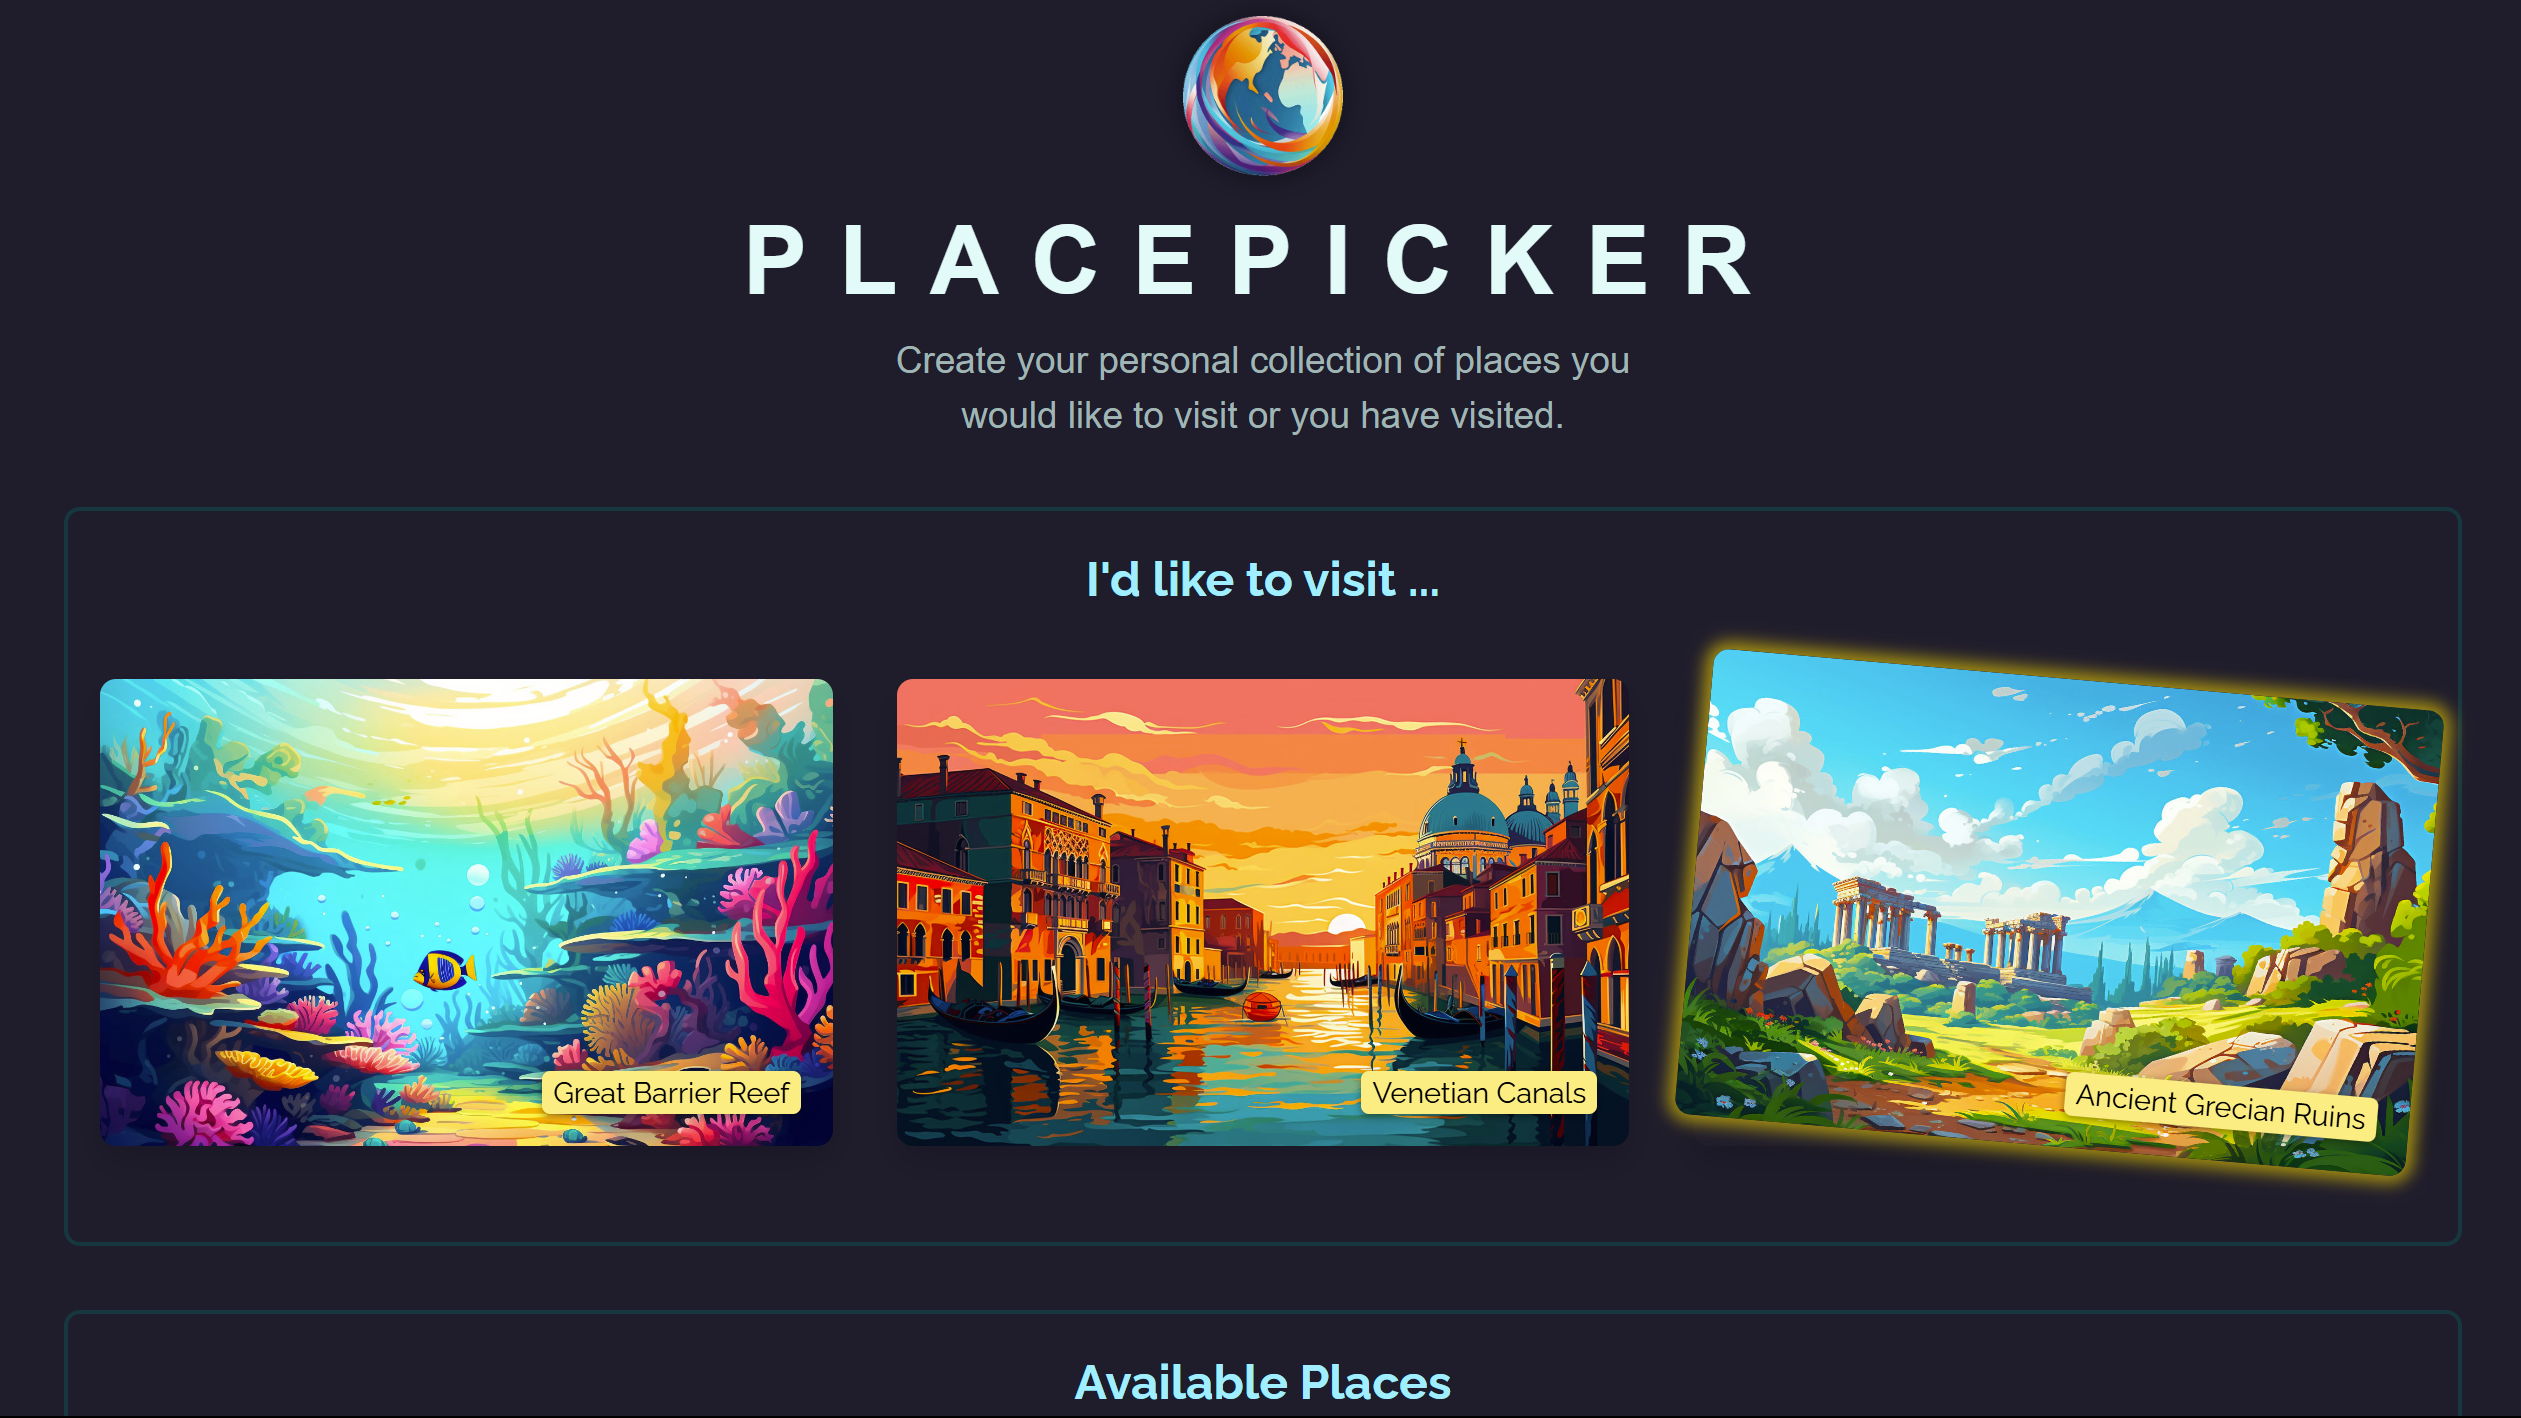 PLACEPICKER
Create your personal collection of places you
would like to visit or you have visited.
I'd like to visit ...
Great Barrier Reef
Venetian Canals
Ancient Grecian Ruins
Available Places